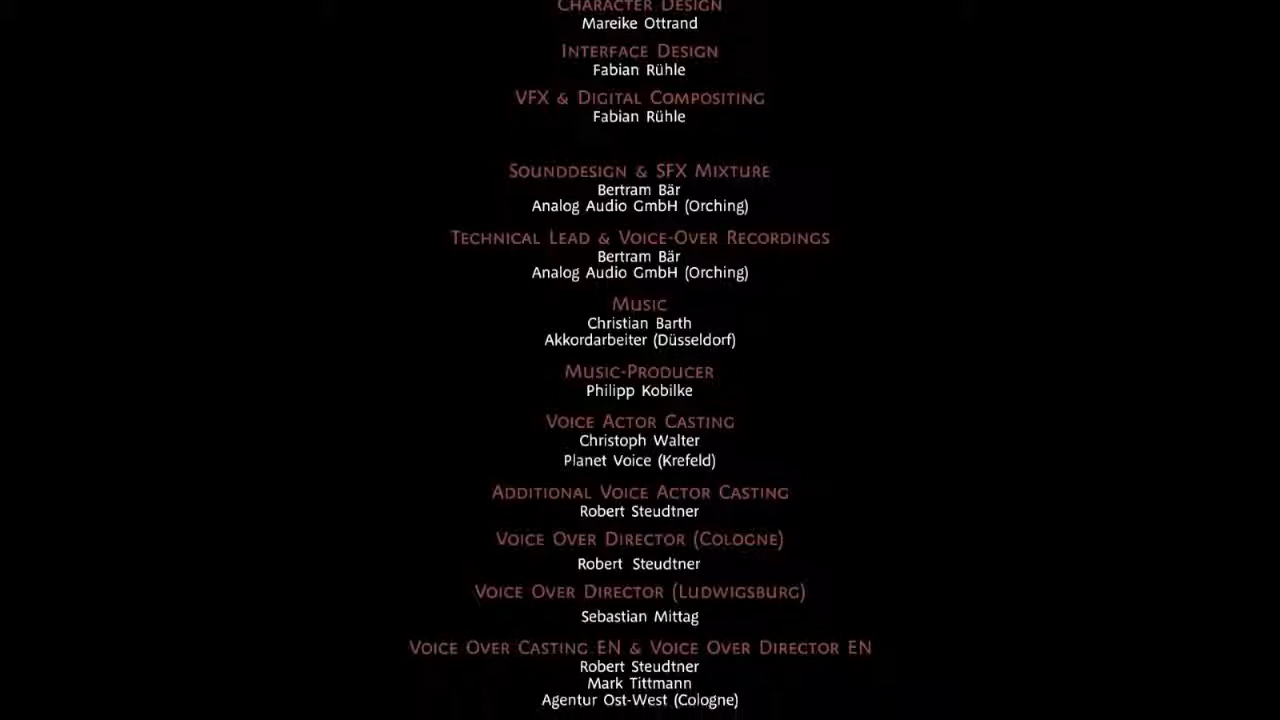 CHARACTER DESIGN
Mareike Ottrand
INTERFACE DESIGN
Fabian Rühle
VFX & DIGITAL COMPOSITING
Fabian Rühle
SOUNDDESIGN & SFX MIXTURE
Bertram Bär
Analog Audio GmbH (Orching)
TECHNICAL LEAD & VOICE-OVER RECORDINGS
Bertram Bär
Analog Audio GmbH (Orching)
MUSIC
Christian Barth
Akkordarbeiter (Düsseldorf)
MUSIC-PRODUCER
Philipp Kobilke
VOICE ACTOR CASTING
Christoph Walter
Planet Voice (Krefeld)
ADDITIONAL VOICE ACTOR CASTING
Robert Steudtner
VOICE OVER DIRECTOR (COLOGNE)
Robert Steudtner
VOICE OVER DIRECTOR (LUDWIGSBURG)
Sebastian Mittag
VOICE OVER CASTING EN & VOICE OVER DIRECTOR EN
Robert Steudtner
Mark Tittmann
Agentur Ost-West (Cologne)